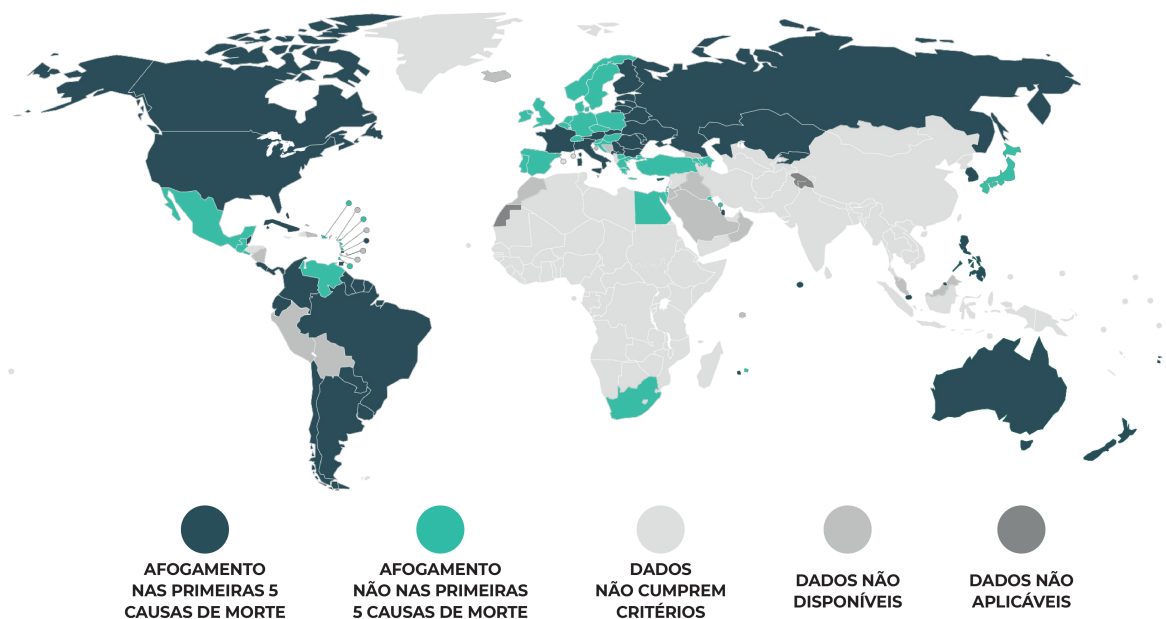 AFOGAMENTO
NAS PRIMEIRAS 5
CAUSAS DE MORTE
AFOGAMENTO
NÃO NAS PRIMEIRAS
5 CAUSAS DE MORTE
DADOS
NÃO CUMPREM
CRITÉRIOS
DADOS NÃO
DISPONÍVEIS
DADOS NÃO
APLICÁVEIS